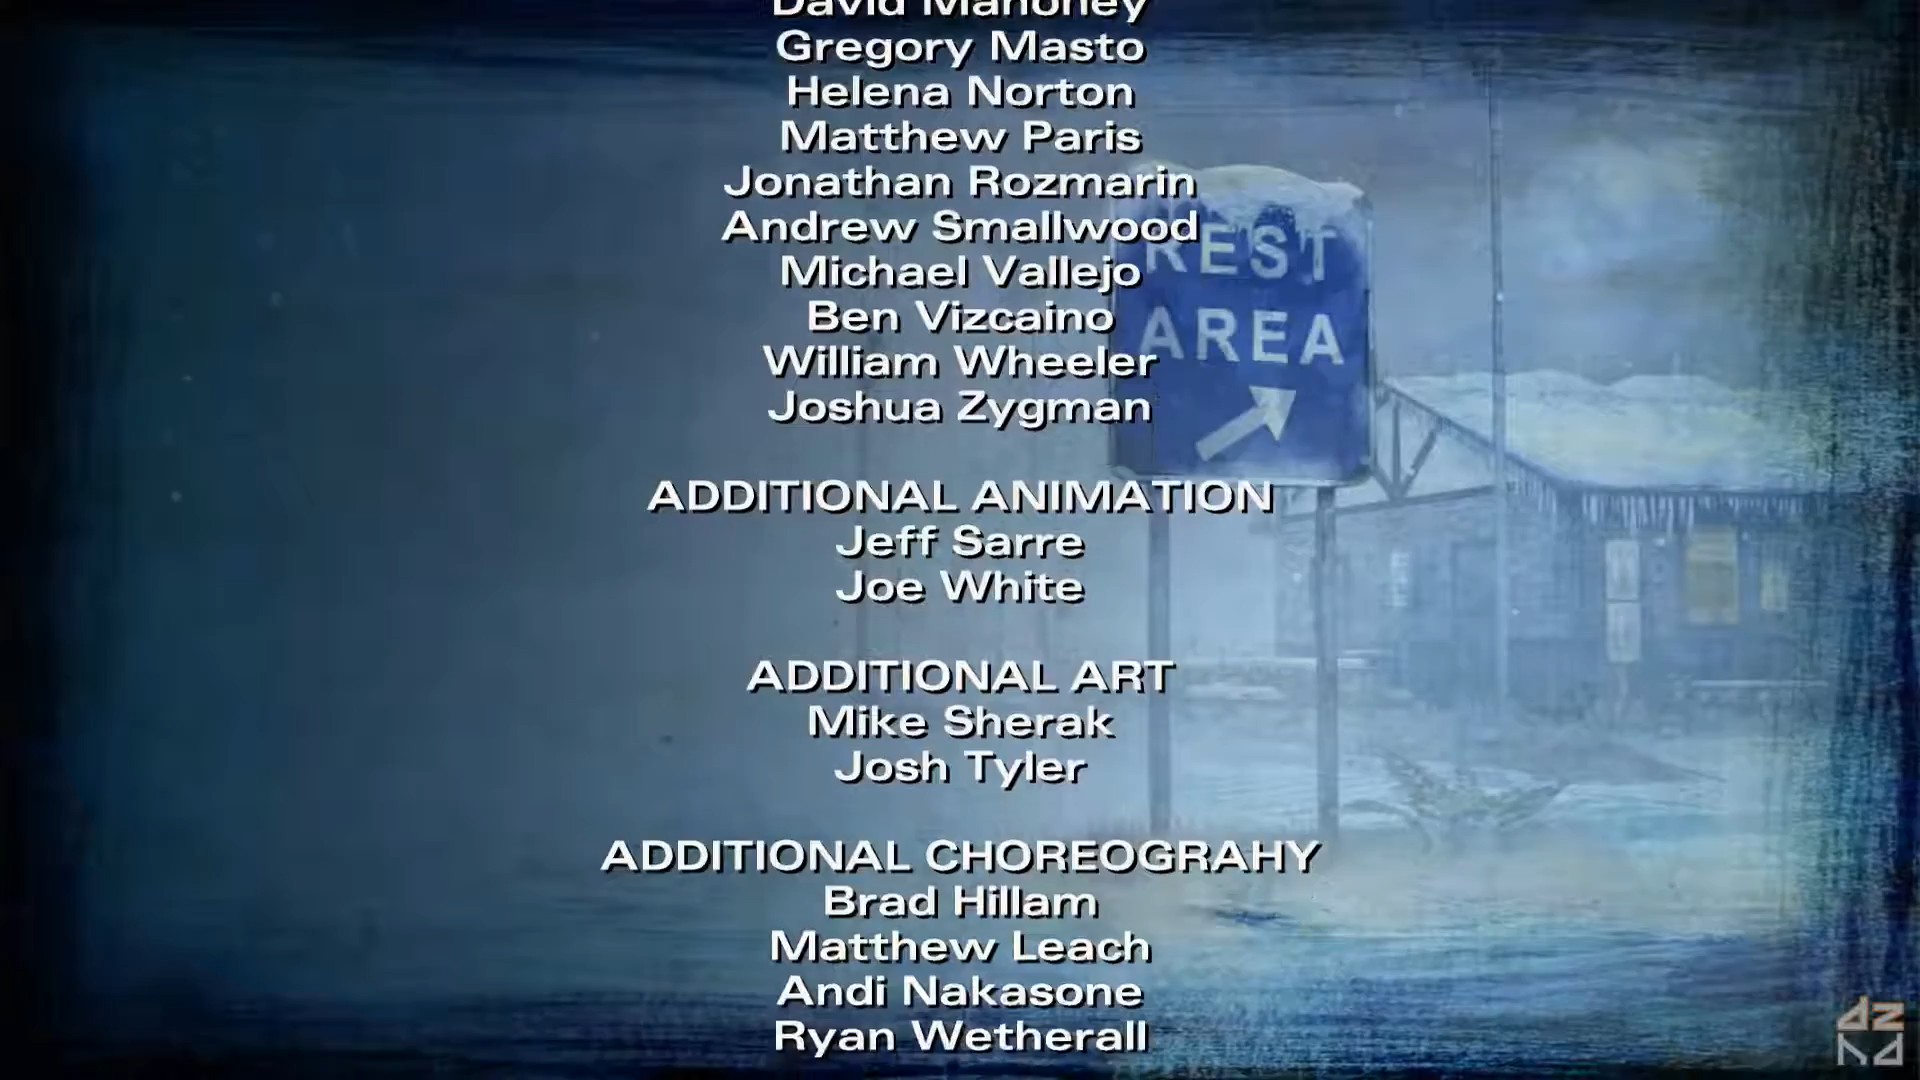 David Mahoney
Gregory Masto
Helena Norton
Matthew Paris
Jonathan Rozmarin
Andrew Smallwood
Michael Vallejo
Ben Vizcaino
William Wheeler
Joshua Zygman
REST
AREA
ADDITIONAL ANIMATION
Jeff Sarre
Joe White
ADDITIONAL ART
Mike Sherak
Josh Tyler
ADDITIONAL CHOREOGRAHY
Brad Hillam
Matthew Leach
Andi Nakasone
Ryan Wetherall